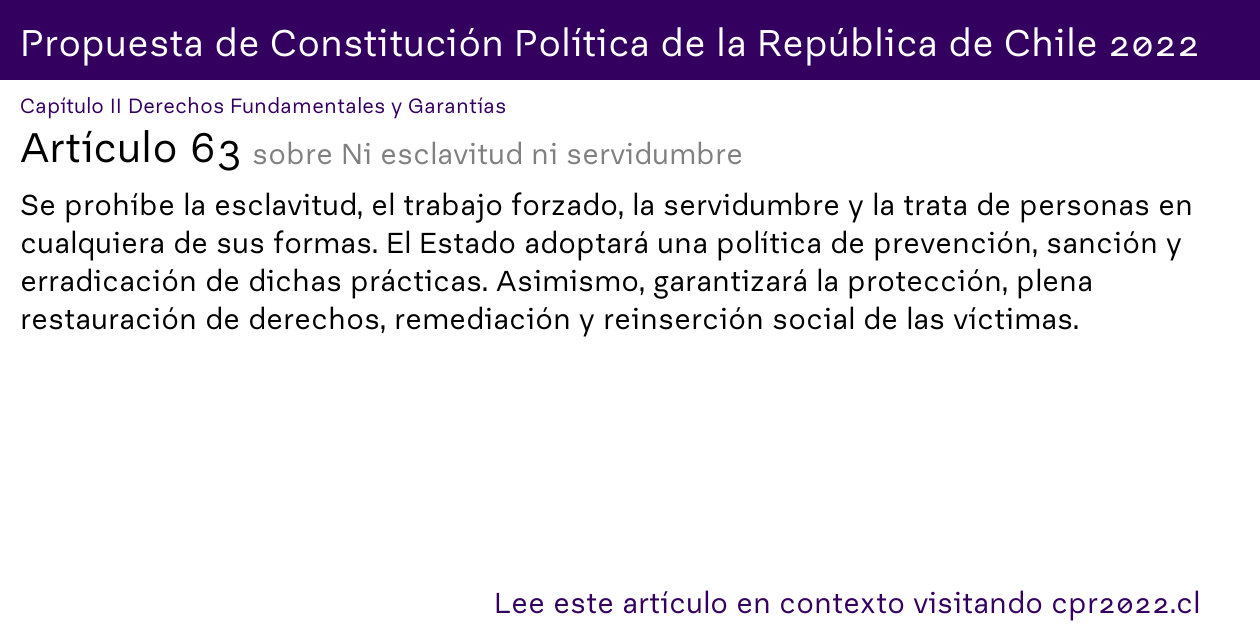 Propuesta de Constitución Política de la República de Chile 2022
Capítulo II Derechos Fundamentales y Garantías
Artículo 63 sobre Ni esclavitud ni servidumbre
Se prohíbe la esclavitud, el trabajo forzado, la servidumbre y la trata de personas en
cualquiera de sus formas. El Estado adoptará una política de prevención, sanción y
erradicación de dichas prácticas. Asimismo, garantizará la protección, plena
restauración de derechos, remediación y reinserción social de las víctimas.
Lee este artículo en contexto visitando cpr2022.cl